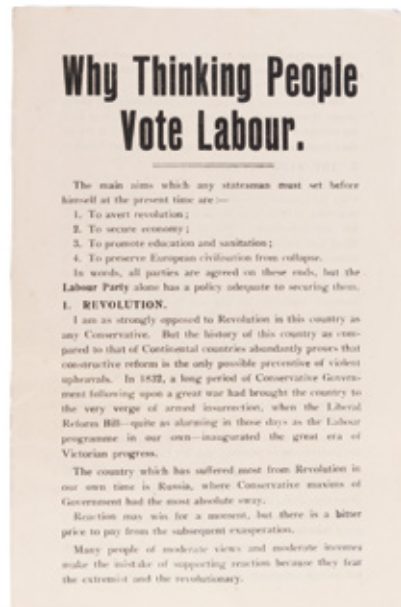 Why Thinking People
Vote Labour.
The main aims which any statesman must set before
himself at the present time are :—
1. To avert revolution ;
2. To secure economy ;
3. To promote education and sanitation ;
4. To preserve European civilisation from collapse.
In words, all parties are agreed on these ends, but the
Labour Party alone has a policy adequate to securing them.
1. REVOLUTION.
I am as strongly opposed to Revolution in this country as
any Conservative. But the history of this country as com-
pared to that of Continental countries abundantly proves that
constructive reform is the only possible preventive of violent
upheavals. In 1832, a long period of Conservative Govern-
ment following upon a great war had brought the country to
the very verge of armed insurrection, when the Liberal
Reform Bill—quite as alarming in those days as the Labour
programme in our own—inaugurated the great era of
Victorian progress.
The country which has suffered most from Revolution in
our own time is Russia, where Conservative maxims of
Government had the most absolute sway.
Reaction may win for a moment, but there is a bitter
price to pay from the subsequent exasperation.
Many people of moderate views and moderate incomes
make the mistake of supporting reaction because they fear
the extremist and the revolutionary.